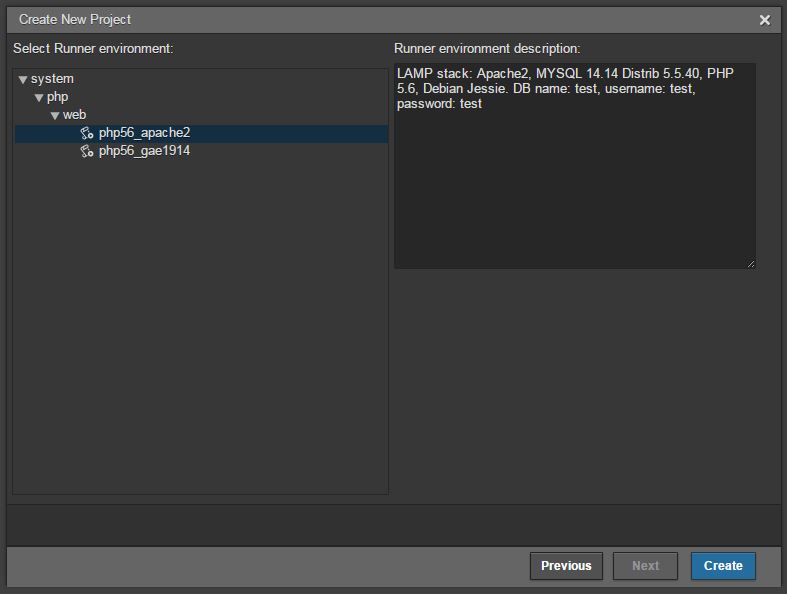 Create New Project
Select Runner environment:
system
php
web
php56_apache2
php56_gae1914
Runner environment description:
LAMP stack: Apache2, MYSQL 14.14 Distrib 5.5.40, PHP
5.6, Debian Jessie. DB name: test, username: test,
password: test
Previous
Next
Create